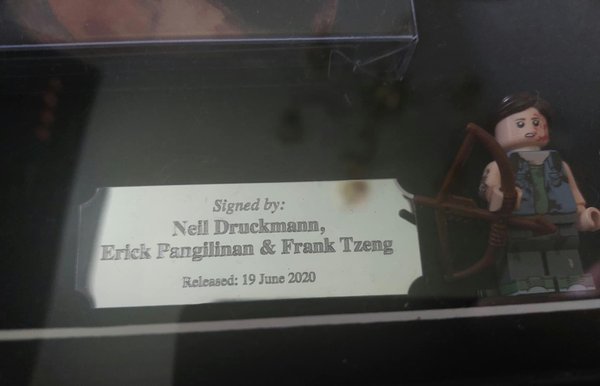 Signed by:
Neil Druckmann,
Erick Pangilinan & Frank Tzeng
Released: 19 June 2020